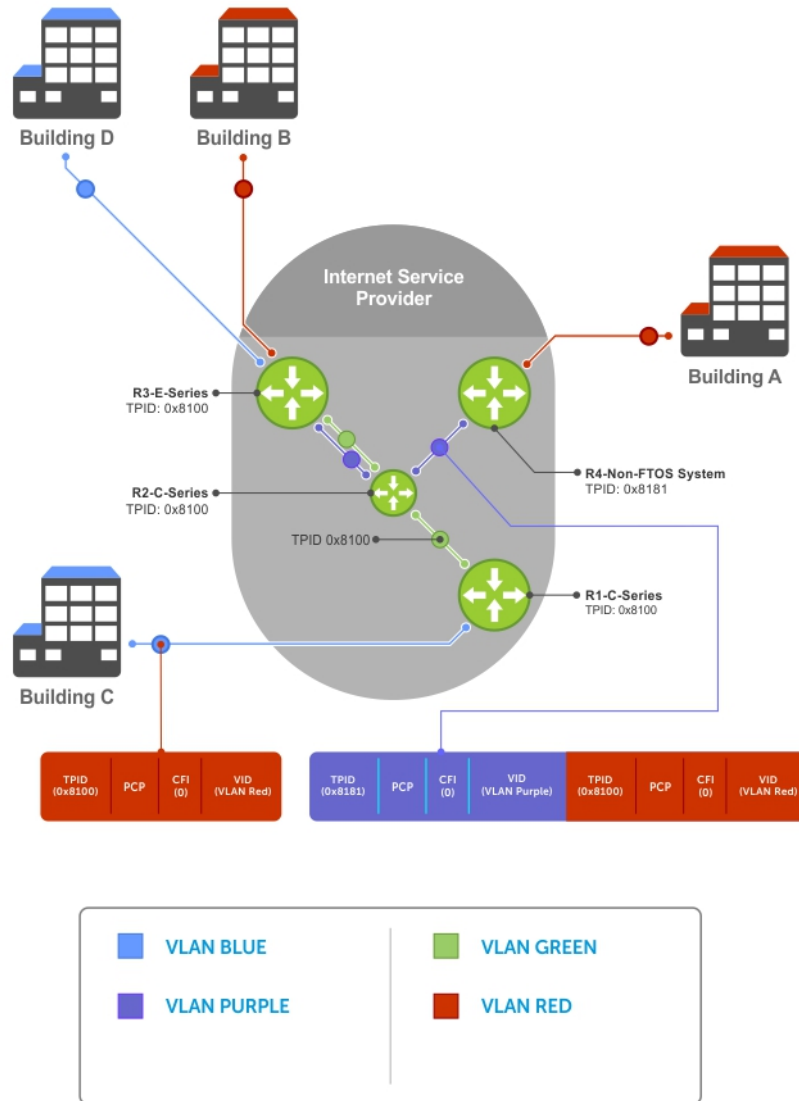 Building D
Building B
Internet Service
Provider
Building A
R3-E-Series
TPID: 0x8100
R4-Non-FTOS System
TPID: 0x8181
R2-C-Series
TPID: 0x8100
TPID 0x8100
R1-C-Series
TPID: 0x8100
Building C
TPID
(0x8100)
PCP
CFI
(0)
VID
(VLAN Red)
TPID
(0x8181)
PCP
CFI
(0)
VID
(VLAN Purple)
TPID
(0x8100)
PCP
CFI
(0)
VID
(VLAN Red)
VLAN BLUE
VLAN GREEN
VLAN PURPLE
VLAN RED